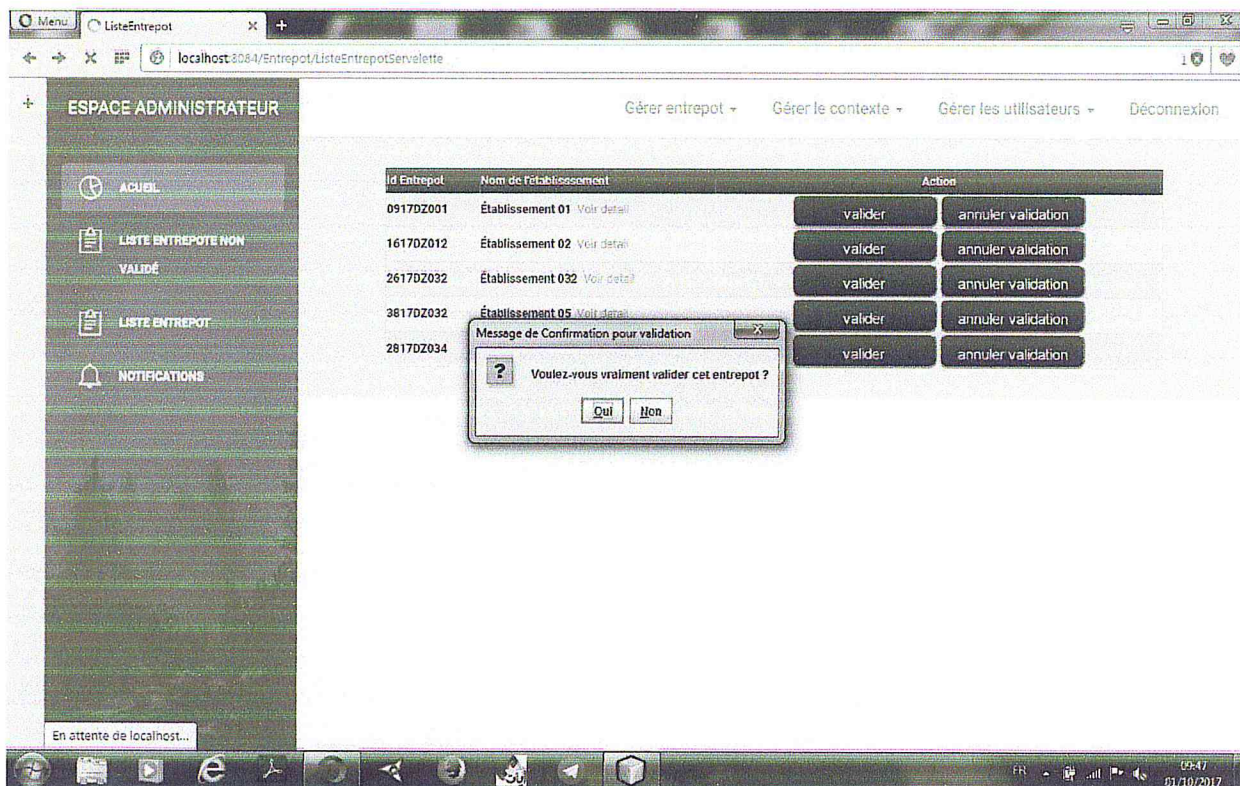 Menu
ListeEntrepot
localhost:8084/Entrepot/ListeEntrepotServelette
1
ESPACE ADMINISTRATEUR
Gérer entrepot
Gérer le contexte
Gérer les utilisateurs
Déconnexion
ACUEIL
LISTE ENTREPOTE NON
VALIDÉ
LISTE ENTREPOT
NOTIFICATIONS
Id Entrepot Nom de l'établisssement Action
0917DZ001 Établissement 01 Voir detail valider annuler validation
1617DZ012 Établissement 02 Voir detail valider annuler validation
2617DZ032 Établissement 032 Voir detail valider annuler validation
3817DZ032 Établissement 05 Voir detail valider annuler validation
2817DZ034 valider annuler validation
Message de Confirmation pour validation
Voulez-vous vraiment valider cet entrepot ?
Oui Non
En attente de localhost...
FR
09:47
01/10/2017